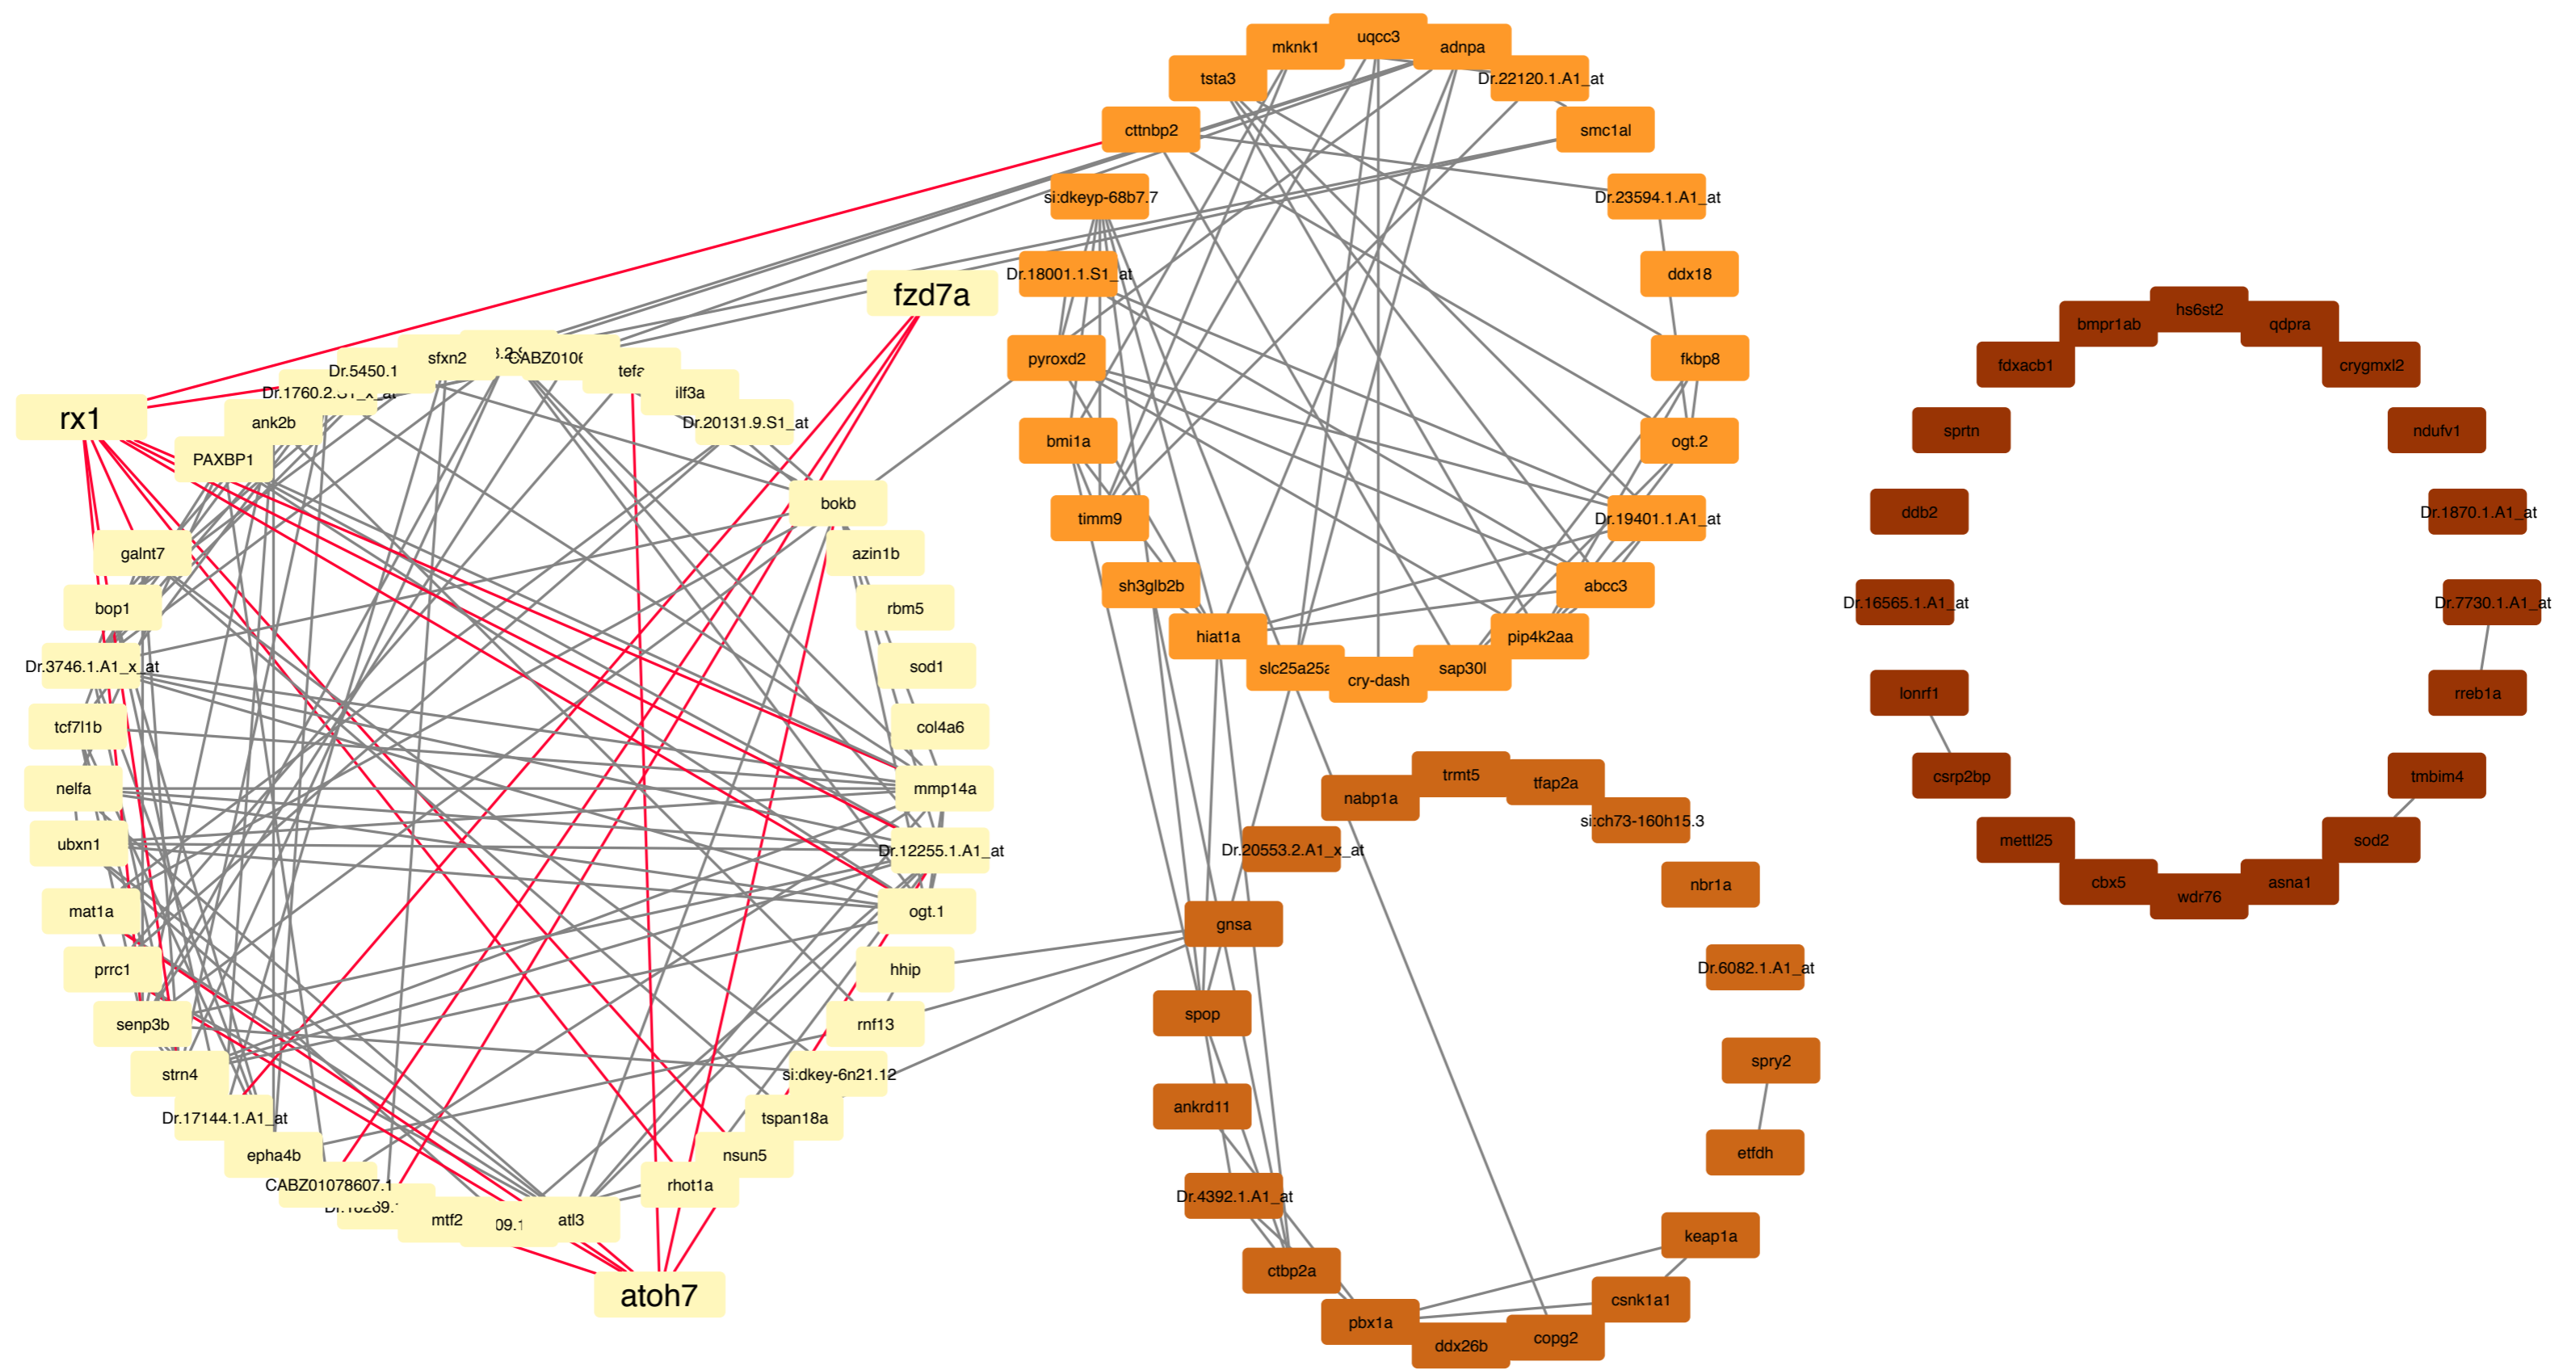 uqcc3
mknk1
adnpa
tsta3
Dr.22120.1.A1_at
cttnbp2
smc1al
si:dkeyp-68b7.7
Dr.23594.1.A1_at
Dr.18001.1.S1_at
ddx18
pyroxd2
fkbp8
bmi1a
ogt.2
timm9
Dr.19401.1.A1_at
sh3glb2b
abcc3
hiat1a
pip4k2aa
slc25a25a
sap30l
cry-dash
fzd7a
rx1
sfxn2
CABZ0106
tefa
Dr.5450.1
ilf3a
Dr.1760.2.S1_x_at
ank2b
Dr.20131.9.S1_at
PAXBP1
bokb
galnt7
azin1b
bop1
rbm5
Dr.3746.1.A1_x_at
sod1
tcf7l1b
col4a6
nelfa
mmp14a
ubxn1
Dr.12255.1.A1_at
mat1a
ogt.1
prrc1
hhip
senp3b
rnf13
strn4
si:dkey-6n21.12
Dr.17144.1.A1_at
tspan18a
epha4b
nsun5
CABZ01078607.1
rhot1a
mtf2
09.1
atl3
atoh7
trmt5
tfap2a
nabp1a
si:ch73-160h15.3
Dr.20553.2.A1_x_at
nbr1a
gnsa
Dr.6082.1.A1_at
spop
spry2
ankrd11
etfdh
Dr.4392.1.A1_at
keap1a
ctbp2a
csnk1a1
pbx1a
copg2
ddx26b
hs6st2
bmpr1ab
qdpra
fdxacb1
crygmxl2
sprtn
ndufv1
ddb2
Dr.1870.1.A1_at
Dr.16565.1.A1_at
Dr.7730.1.A1_at
lonrf1
rreb1a
csrp2bp
tmbim4
mettl25
sod2
cbx5
asna1
wdr76